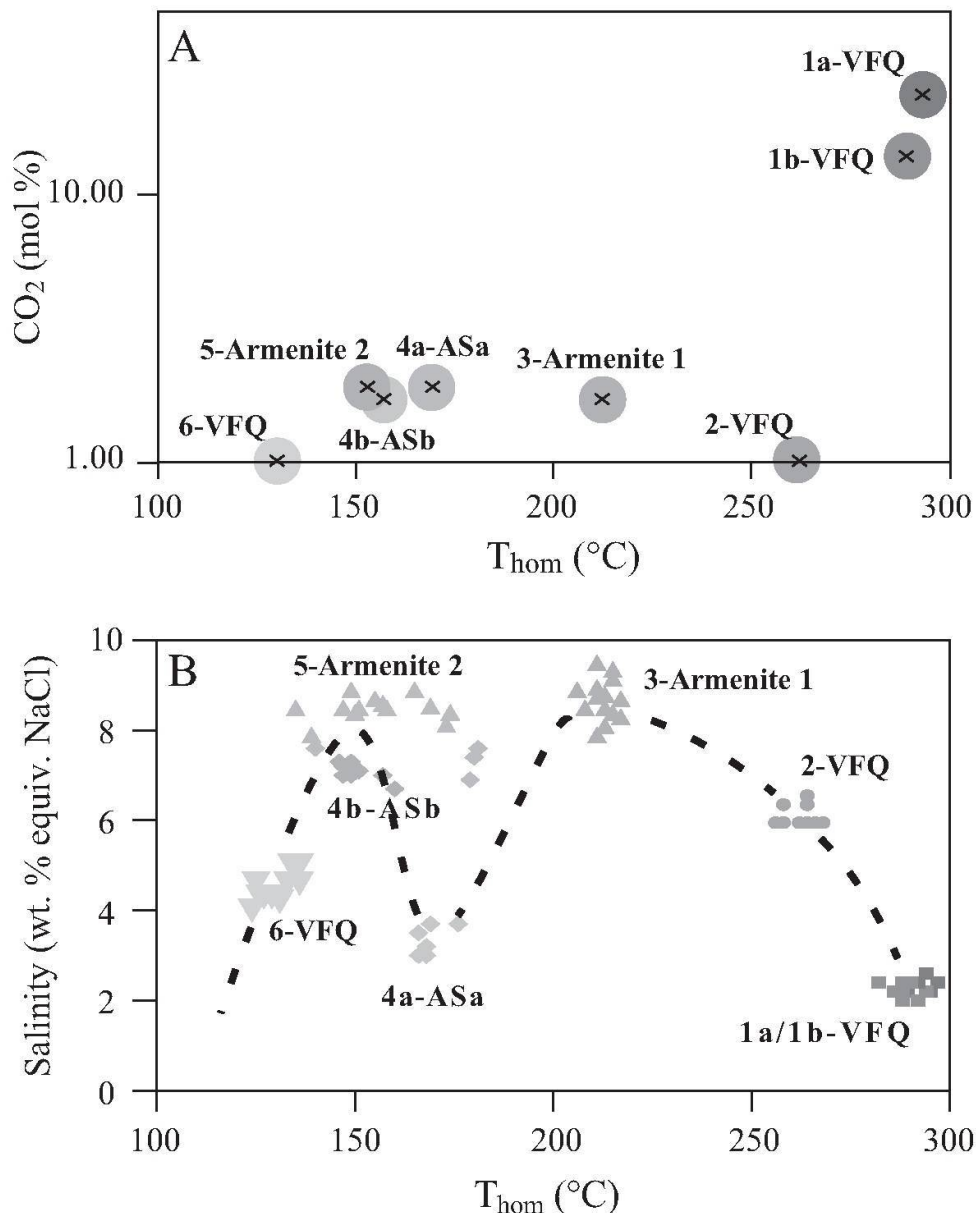 A
1a-VFQ
1b-VFQ
10.00
CO₂ (mol %)
5-Armenite 2
4a-ASa
3-Armenite 1
6-VFQ
4b-ASb
2-VFQ
1.00
100 150 200 250 300
T_hom (°C)
B
10
8
6
4
2
0
Salinity (wt. % equiv. NaCl)
5-Armenite 2
3-Armenite 1
2-VFQ
4b-ASb
6-VFQ
4a-ASa
1a/1b-VFQ
100 150 200 250 300
T_hom (°C)